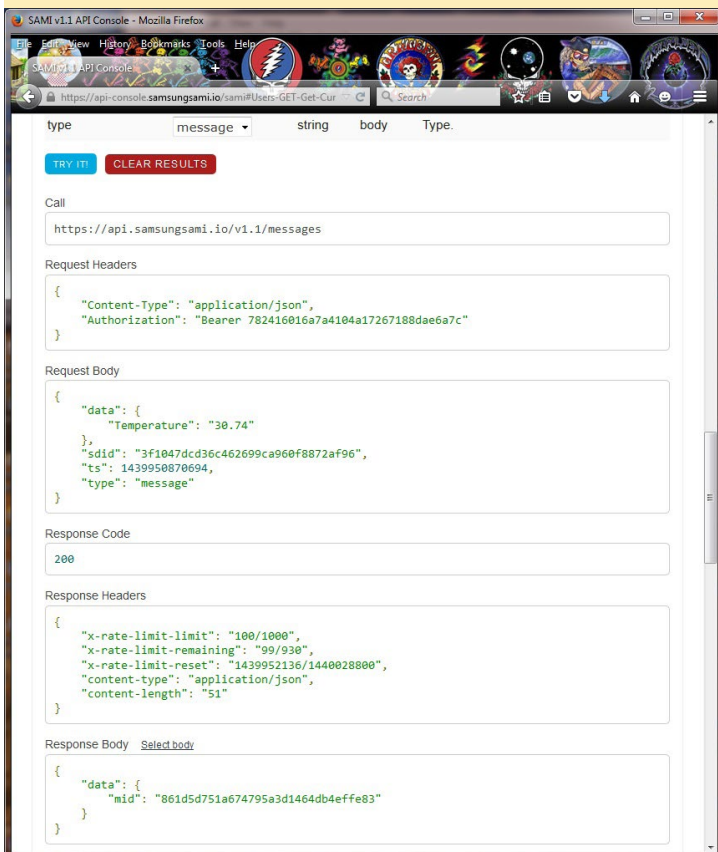 SAMI v1.1 API Console - Mozilla Firefox
File Edit View History Bookmarks Tools Help
SAMI v1.1 API Console
https://api-console.samsungsami.io/sami#Users-GET-Get-Cur
Search
type message string body Type.
TRY IT! CLEAR RESULTS
Call
https://api.samsungsami.io/v1.1/messages
Request Headers
{
"Content-Type": "application/json",
"Authorization": "Bearer 782416016a7a4104a17267188dae6a7c"
}
Request Body
{
"data": {
"Temperature": "30.74"
},
"sdid": "3f1047dcd36c462699ca960f8872af96",
"ts": 1439950870694,
"type": "message"
}
Response Code
200
Response Headers
{
"x-rate-limit-limit": "100/1000",
"x-rate-limit-remaining": "99/930",
"x-rate-limit-reset": "1439952136/1440028800",
"content-type": "application/json",
"content-length": "51"
}
Response Body Select body
{
"data": {
"mid": "861d5d751a674795a3d1464db4effe83"
}
}